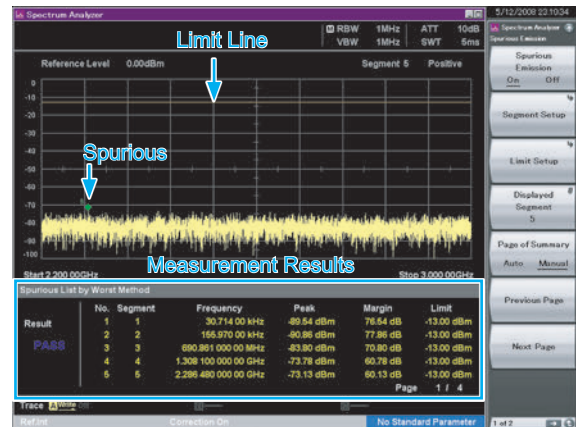 Spectrum Analyzer
5/12/2008 23:10:34
M RBW 1MHz ATT 10dB
VBW 1MHz SWT 5ms
Limit Line
Reference Level 0.00dBm Segment 5 Positive
0
-10
-20
-30
-40
-50
-60
-70
-80
-90
-100
Spurious
5
Start 2.200 00GHz Stop 3.000 00GHz
Measurement Results
Spurious List by Worst Method
No. Segment Frequency Peak Margin Limit
Result
PASS
1 1 30.714 00 kHz -89.54 dBm 76.54 dB -13.00 dBm
2 2 155.970 00 kHz -90.86 dBm 77.86 dB -13.00 dBm
3 3 690.961 000 00 MHz -83.80 dBm 70.80 dB -13.00 dBm
4 4 1.308 100 000 00 GHz -73.78 dBm 60.78 dB -13.00 dBm
5 5 2.286 480 000 00 GHz -73.13 dBm 60.13 dB -13.00 dBm
Page 1 / 4
Trace A Write Off
Ref.Int Correction On No Standard Parameter
Spectrum Analyzer
Spurious Emission
Spurious
Emission
On Off
Segment Setup
Limit Setup
Displayed
Segment
5
Page of Summary
Auto Manual
Previous Page
Next Page
1 of 2